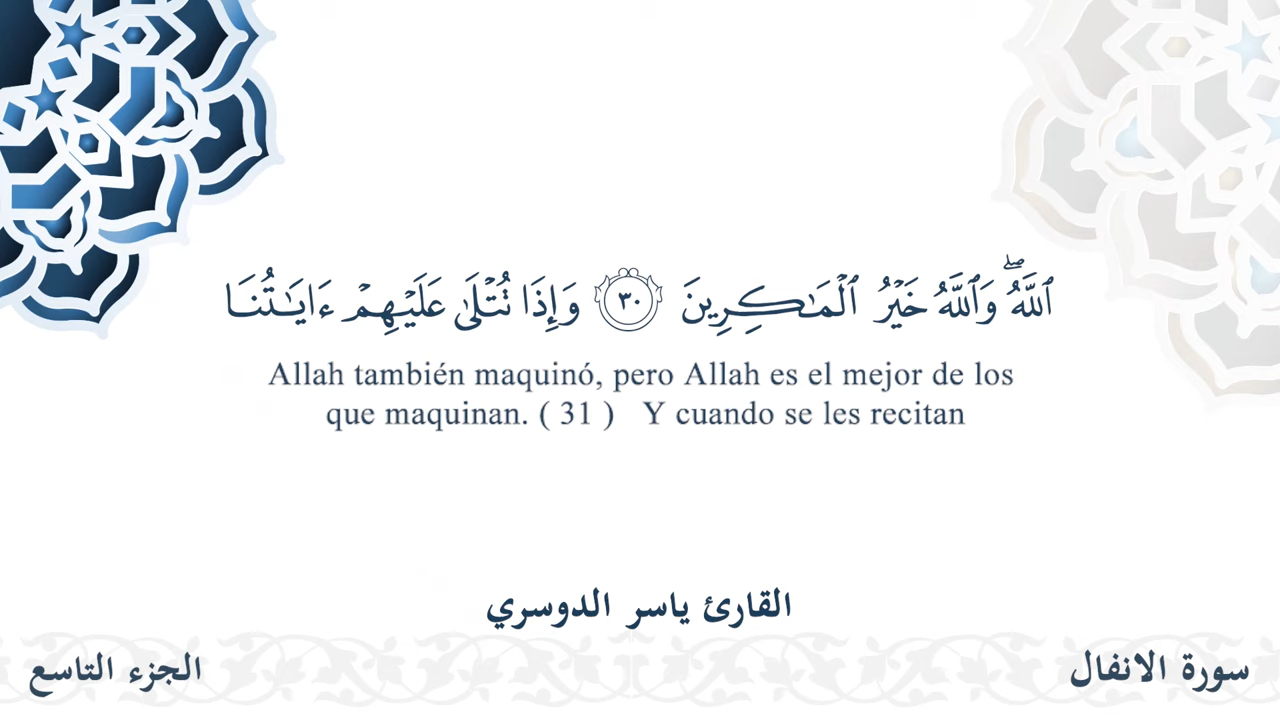 ٱللَّهُۖ وَٱللَّهُ خَيْرُ ٱلْمَـٰكِرِينَ ٣٠ وَإِذَا تُتْلَىٰ عَلَيْهِمْ ءَايَـٰتُنَا
Allah también maquinó, pero Allah es el mejor de los
que maquinan. ( 31 ) Y cuando se les recitan
القارئ ياسر الدوسري
سورة الانفال
الجزء التاسع